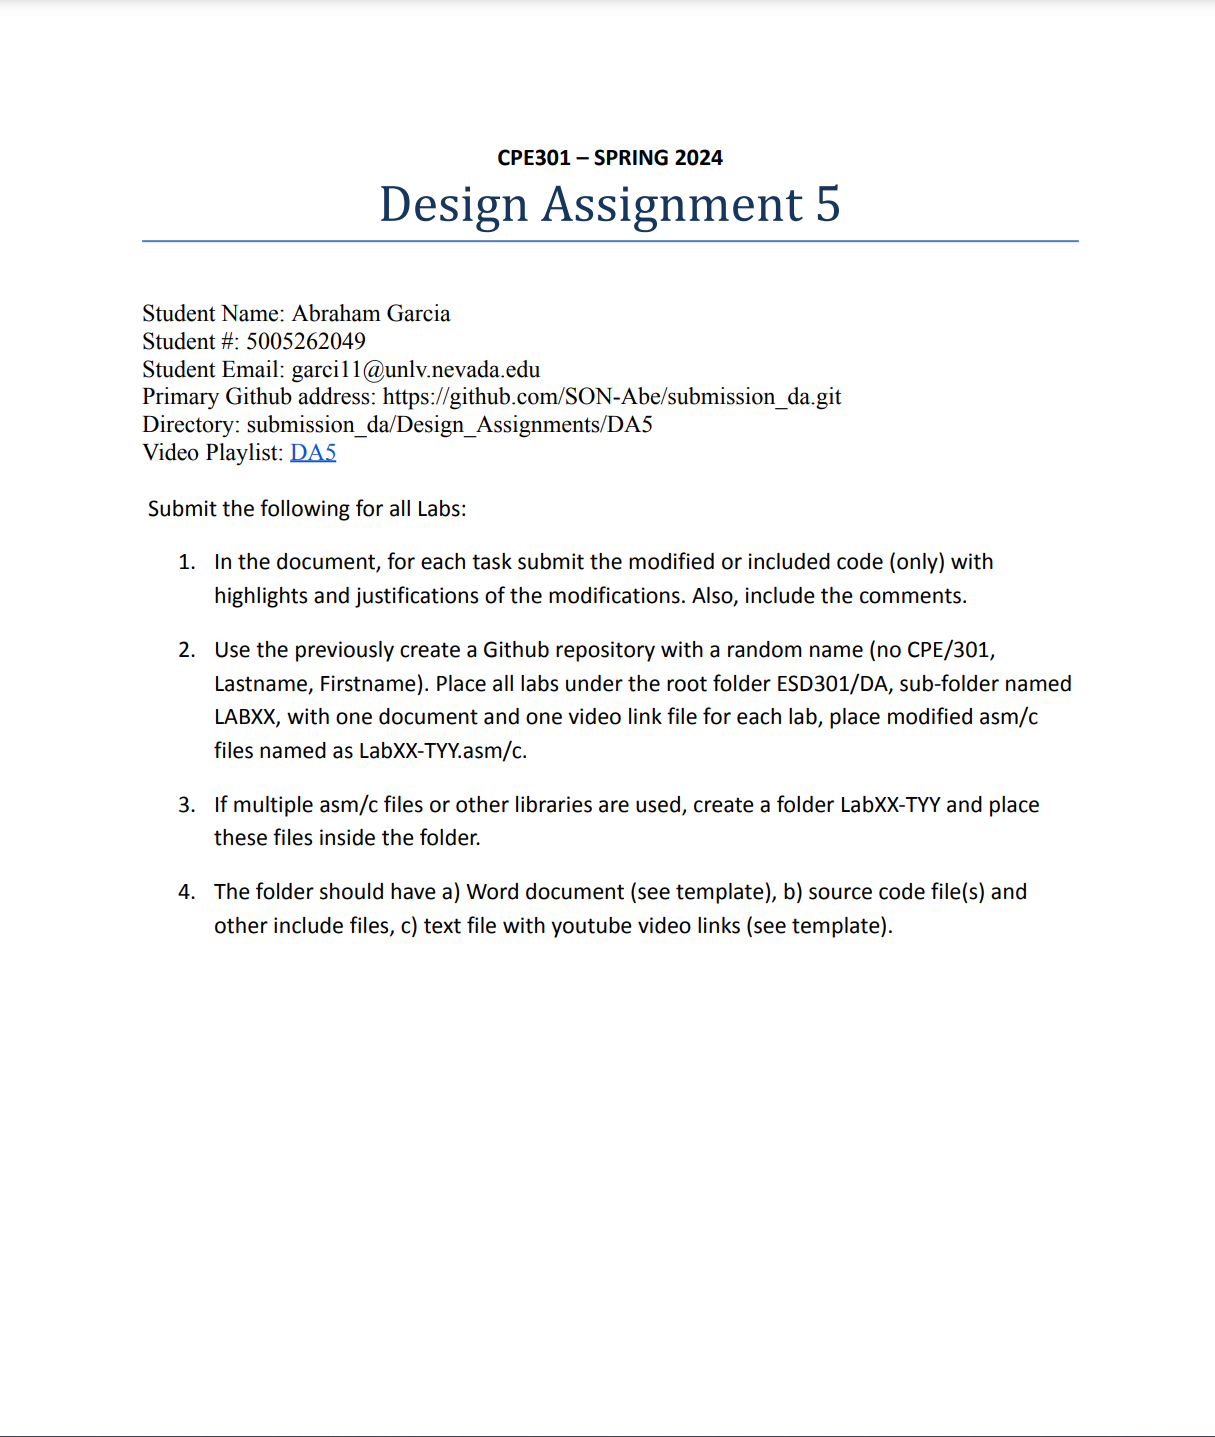 CPE301 – SPRING 2024
Design Assignment 5
Student Name: Abraham Garcia
Student #: 5005262049
Student Email: garci11@unlv.nevada.edu
Primary Github address: https://github.com/SON-Abe/submission_da.git
Directory: submission_da/Design_Assignments/DA5
Video Playlist: DA5
Submit the following for all Labs:
1. In the document, for each task submit the modified or included code (only) with
highlights and justifications of the modifications. Also, include the comments.
2. Use the previously create a Github repository with a random name (no CPE/301,
Lastname, Firstname). Place all labs under the root folder ESD301/DA, sub-folder named
LABXX, with one document and one video link file for each lab, place modified asm/c
files named as LabXX-TYY.asm/c.
3. If multiple asm/c files or other libraries are used, create a folder LabXX-TYY and place
these files inside the folder.
4. The folder should have a) Word document (see template), b) source code file(s) and
other include files, c) text file with youtube video links (see template).